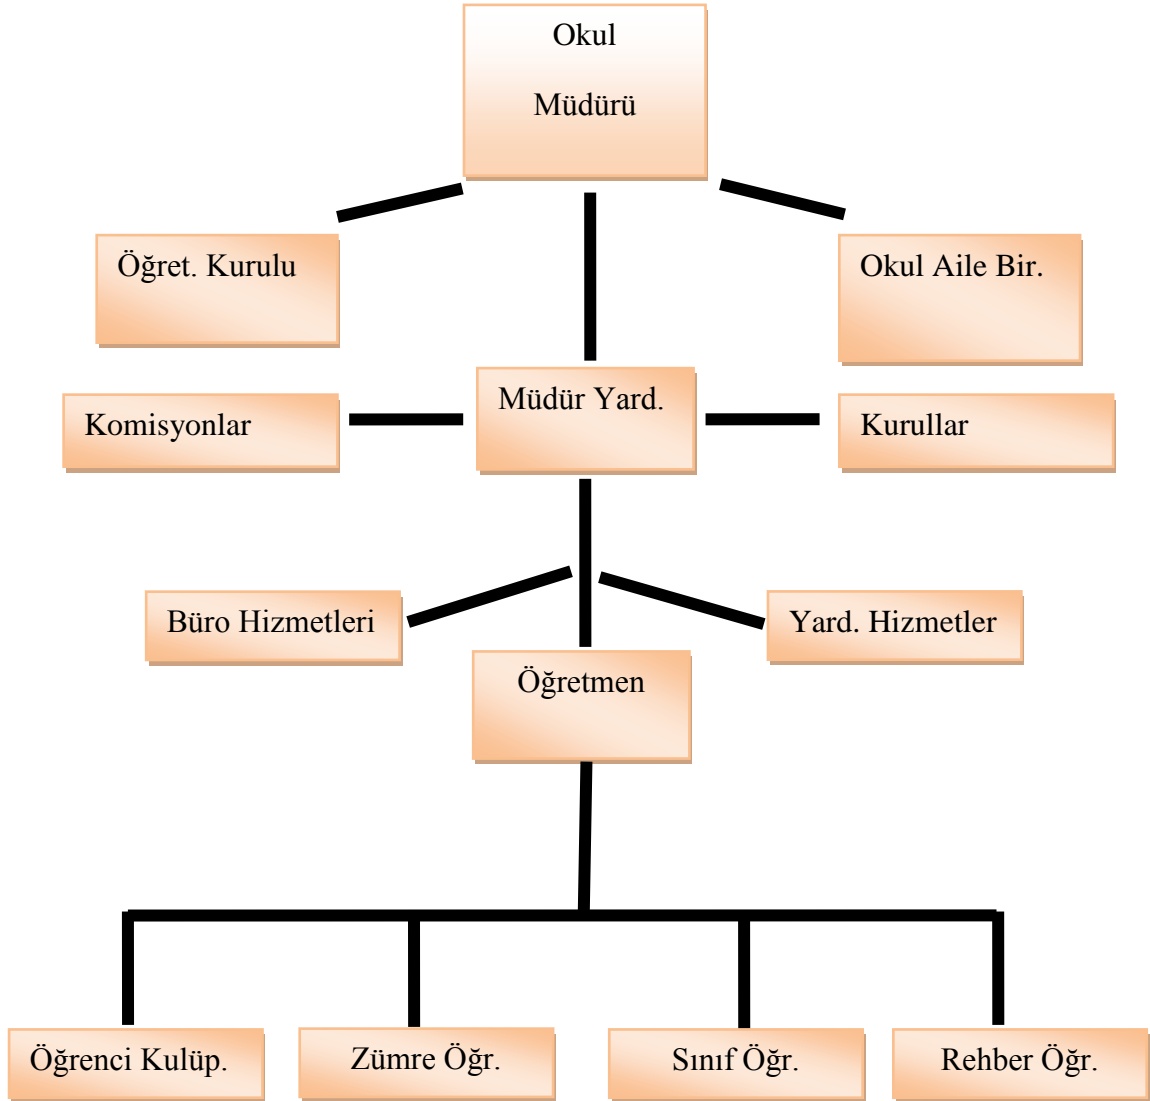 Okul
Müdürü
Öğret. Kurulu
Okul Aile Bir.
Komisyonlar
Müdür Yard.
Kurullar
Büro Hizmetleri
Yard. Hizmetler
Öğretmen
Öğrenci Kulüp.
Zümre Öğr.
Sınıf Öğr.
Rehber Öğr.